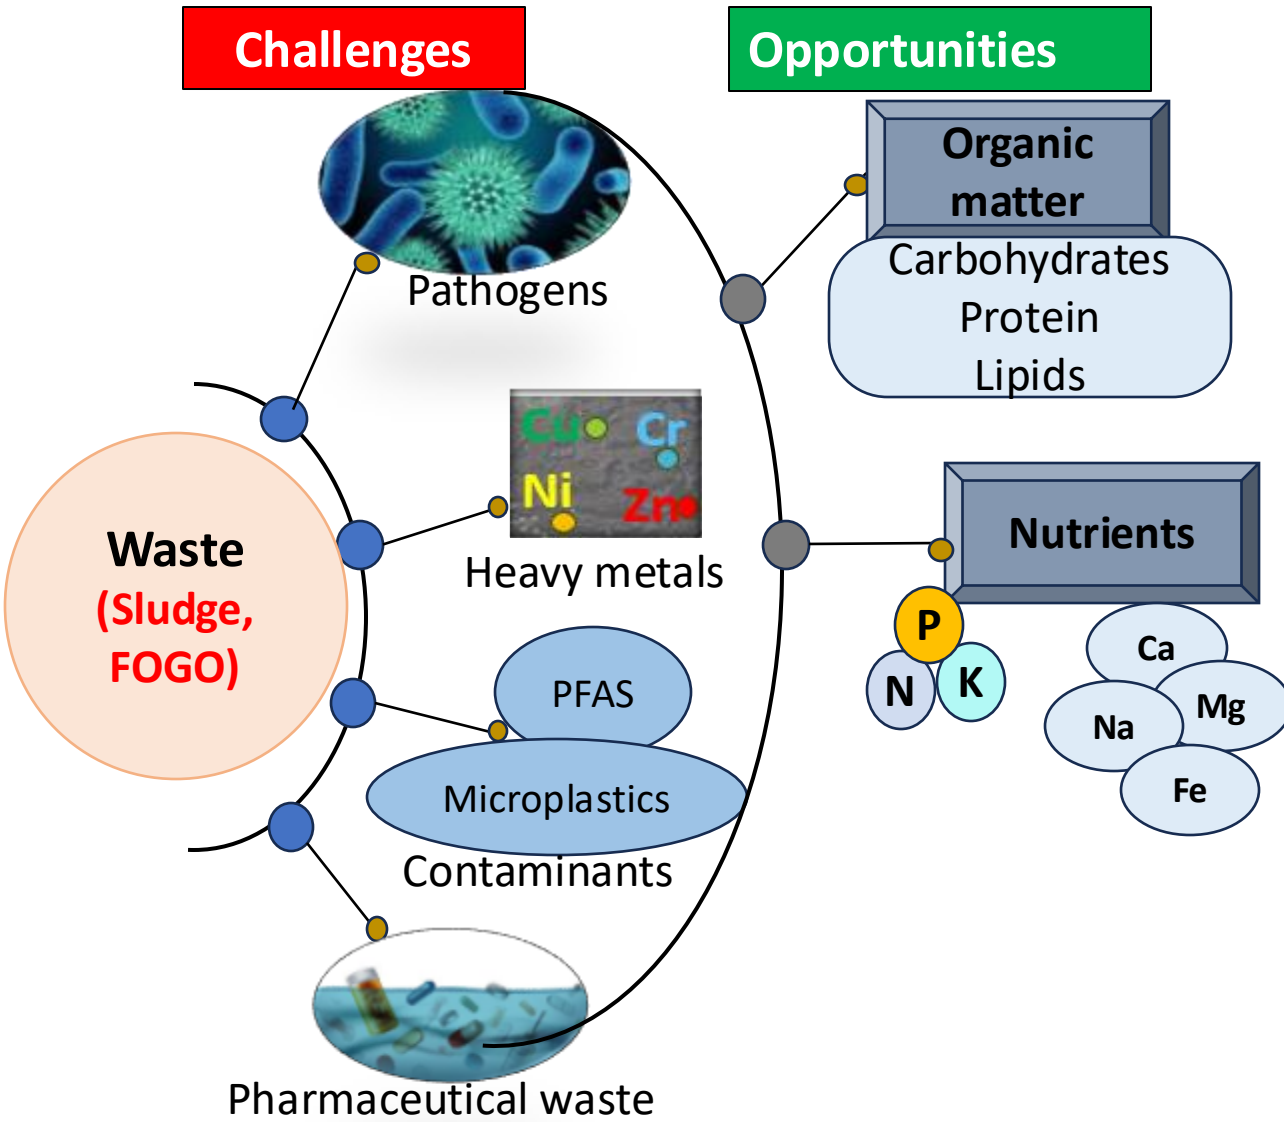 Challenges
Opportunities
Organic
matter
Carbohydrates
Protein
Lipids
Pathogens
Cu
Cr
Ni
Zn
Heavy metals
Waste
(Sludge,
FOGO)
Nutrients
P
N
K
Ca
Mg
Na
Fe
PFAS
Microplastics
Contaminants
Pharmaceutical waste